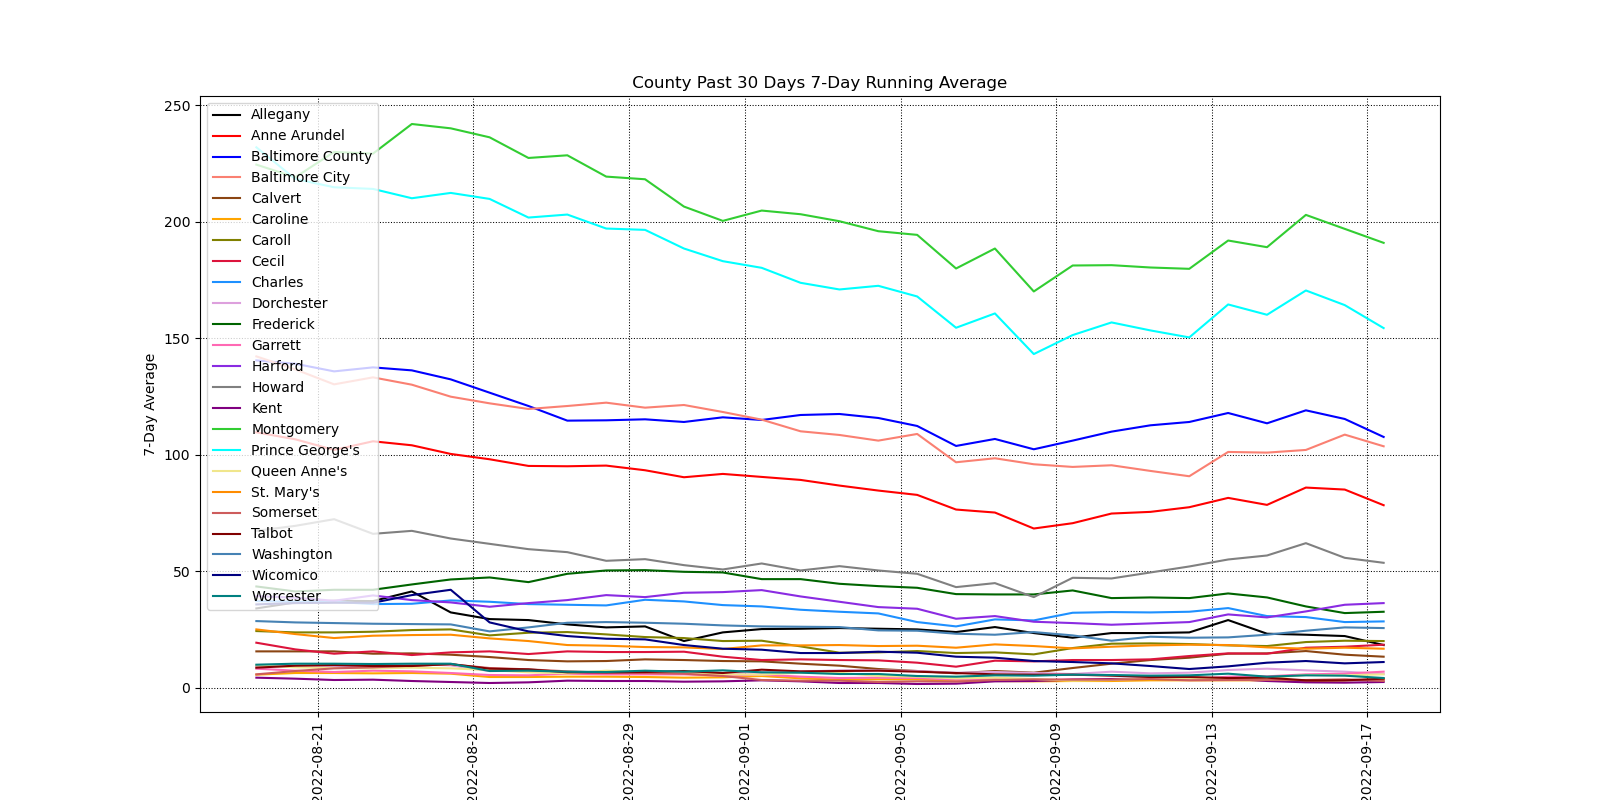 County Past 30 Days 7-Day Running Average
250
200
150
100
50
0
7-Day Average
Allegany
Anne Arundel
Baltimore County
Baltimore City
Calvert
Caroline
Caroll
Cecil
Charles
Dorchester
Frederick
Garrett
Harford
Howard
Kent
Montgomery
Prince George's
Queen Anne's
St. Mary's
Somerset
Talbot
Washington
Wicomico
Worcester
2022-08-21
2022-08-25
2022-08-29
2022-09-01
2022-09-05
2022-09-09
2022-09-13
2022-09-17